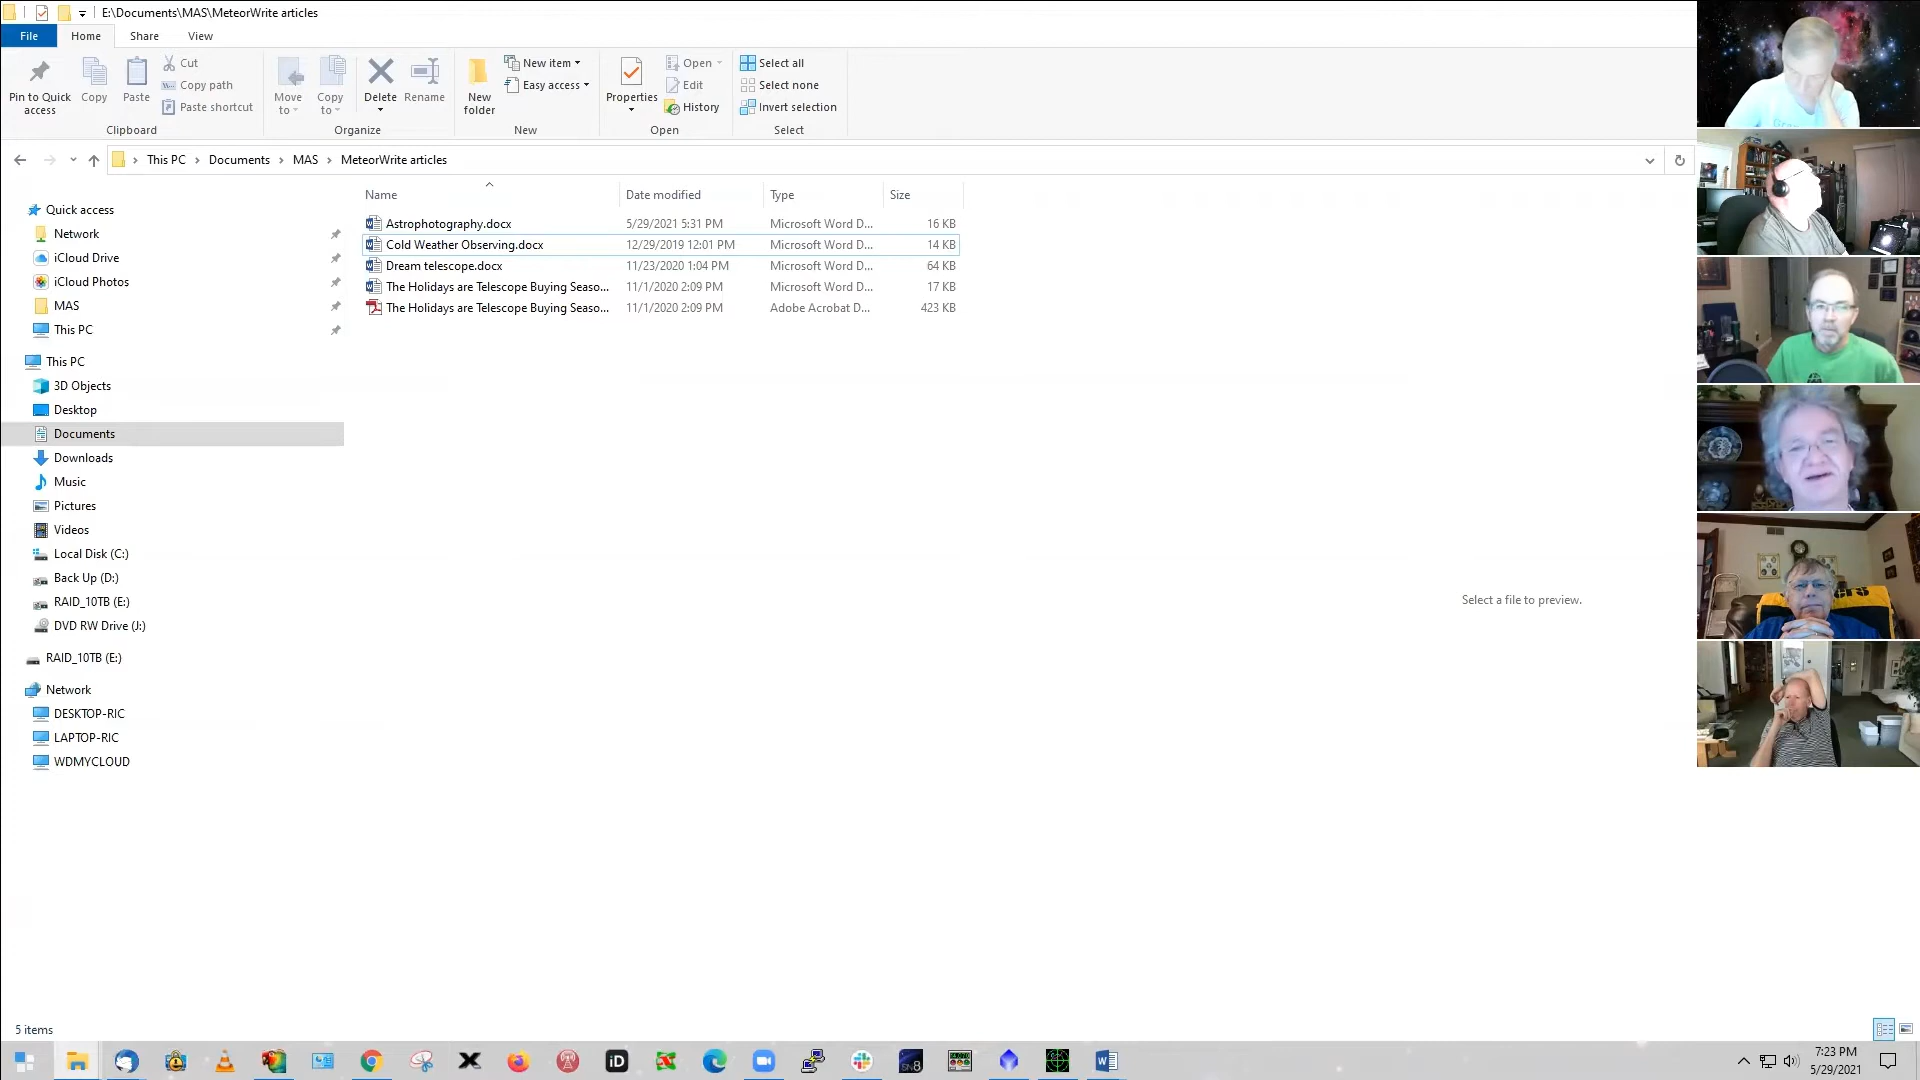 E:\Documents\MAS\MeteorWrite articles
File Home Share View
Pin to Quick access
Copy
Paste
Cut
Copy path
Paste shortcut
Clipboard
Move to
Copy to
Delete
Rename
Organize
New folder
New item
Easy access
New
Properties
Open
Edit
History
Open
Select all
Select none
Invert selection
Select
This PC > Documents > MAS > MeteorWrite articles
Name Date modified Type Size
Astrophotography.docx 5/29/2021 5:31 PM Microsoft Word D... 16 KB
Cold Weather Observing.docx 12/29/2019 12:01 PM Microsoft Word D... 14 KB
Dream telescope.docx 11/23/2020 1:04 PM Microsoft Word D... 64 KB
The Holidays are Telescope Buying Seaso... 11/1/2020 2:09 PM Microsoft Word D... 17 KB
The Holidays are Telescope Buying Seaso... 11/1/2020 2:09 PM Adobe Acrobat D... 423 KB
Quick access
Network
iCloud Drive
iCloud Photos
MAS
This PC
This PC
3D Objects
Desktop
Documents
Downloads
Music
Pictures
Videos
Local Disk (C:)
Back Up (D:)
RAID_10TB (E:)
DVD RW Drive (J:)
RAID_10TB (E:)
Network
DESKTOP-RIC
LAPTOP-RIC
WDMYCLOUD
Select a file to preview.
5 items
iD
SN8
7:23 PM
5/29/2021